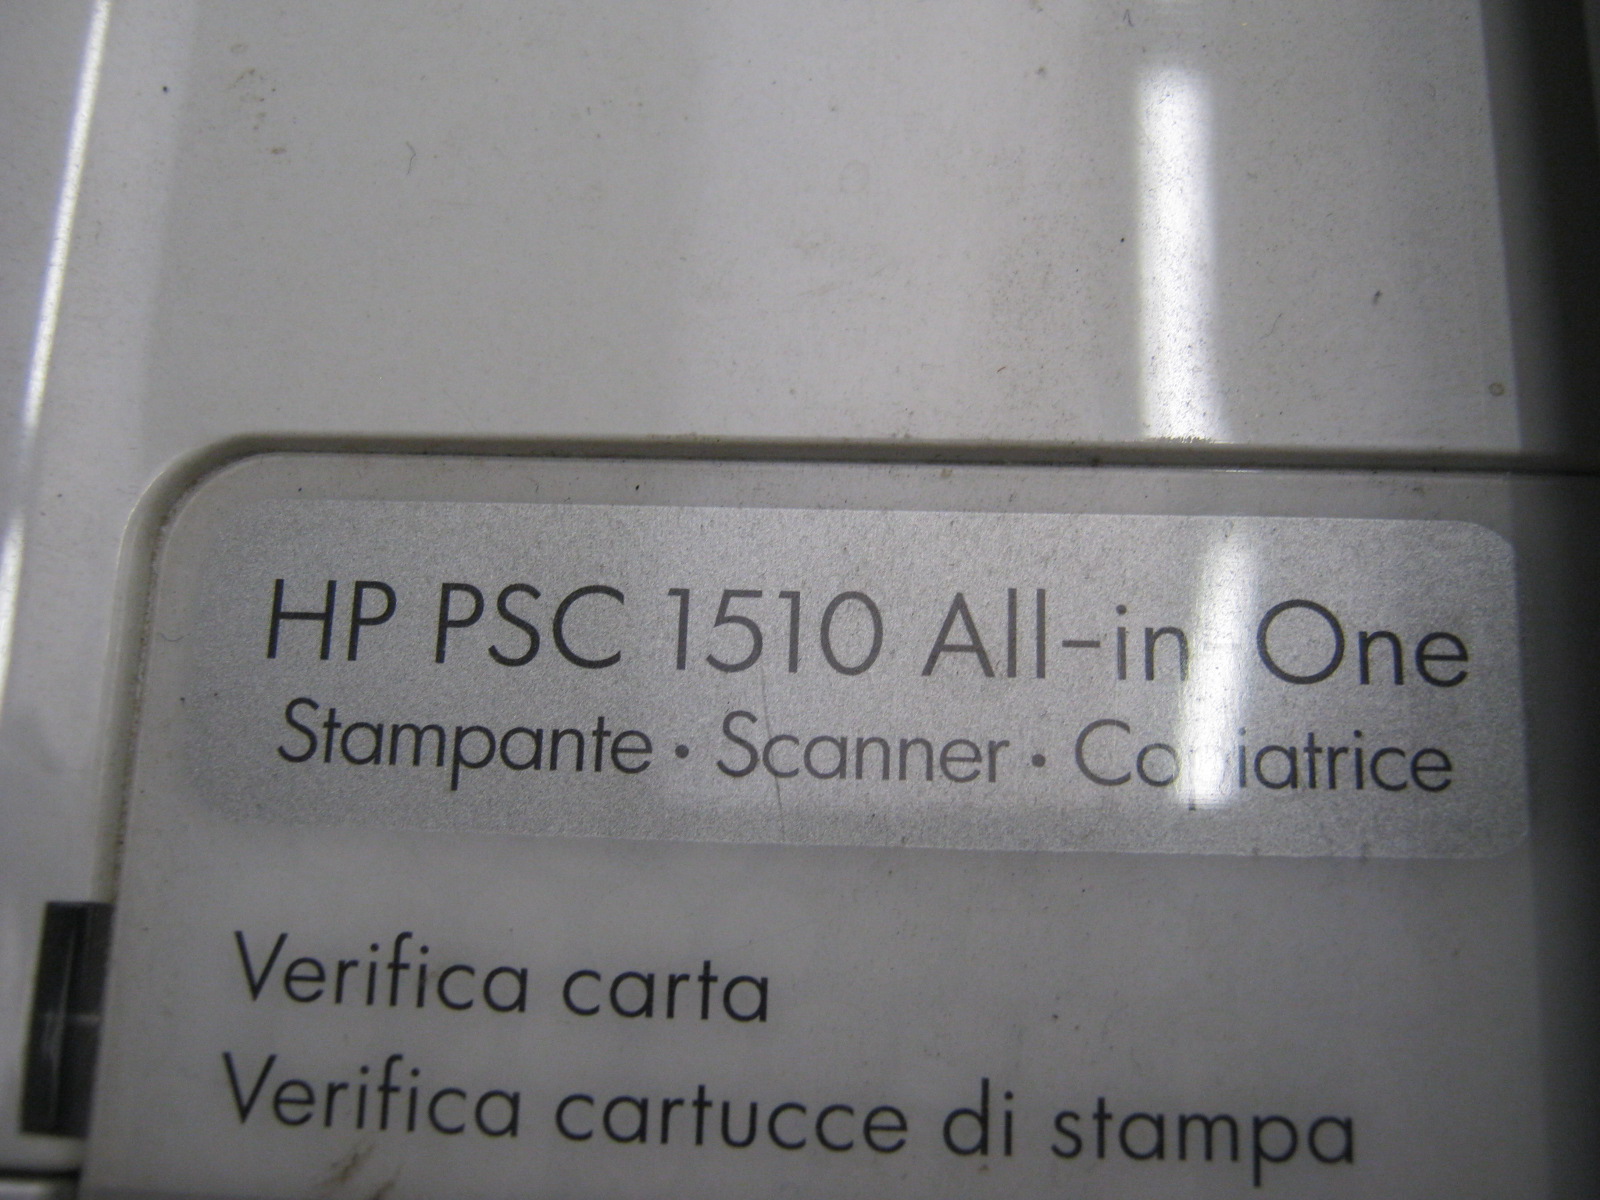 HP PSC 1510 All-in-One
Stampante • Scanner • Copiatrice
Verifica carta
Verifica cartucce di stampa